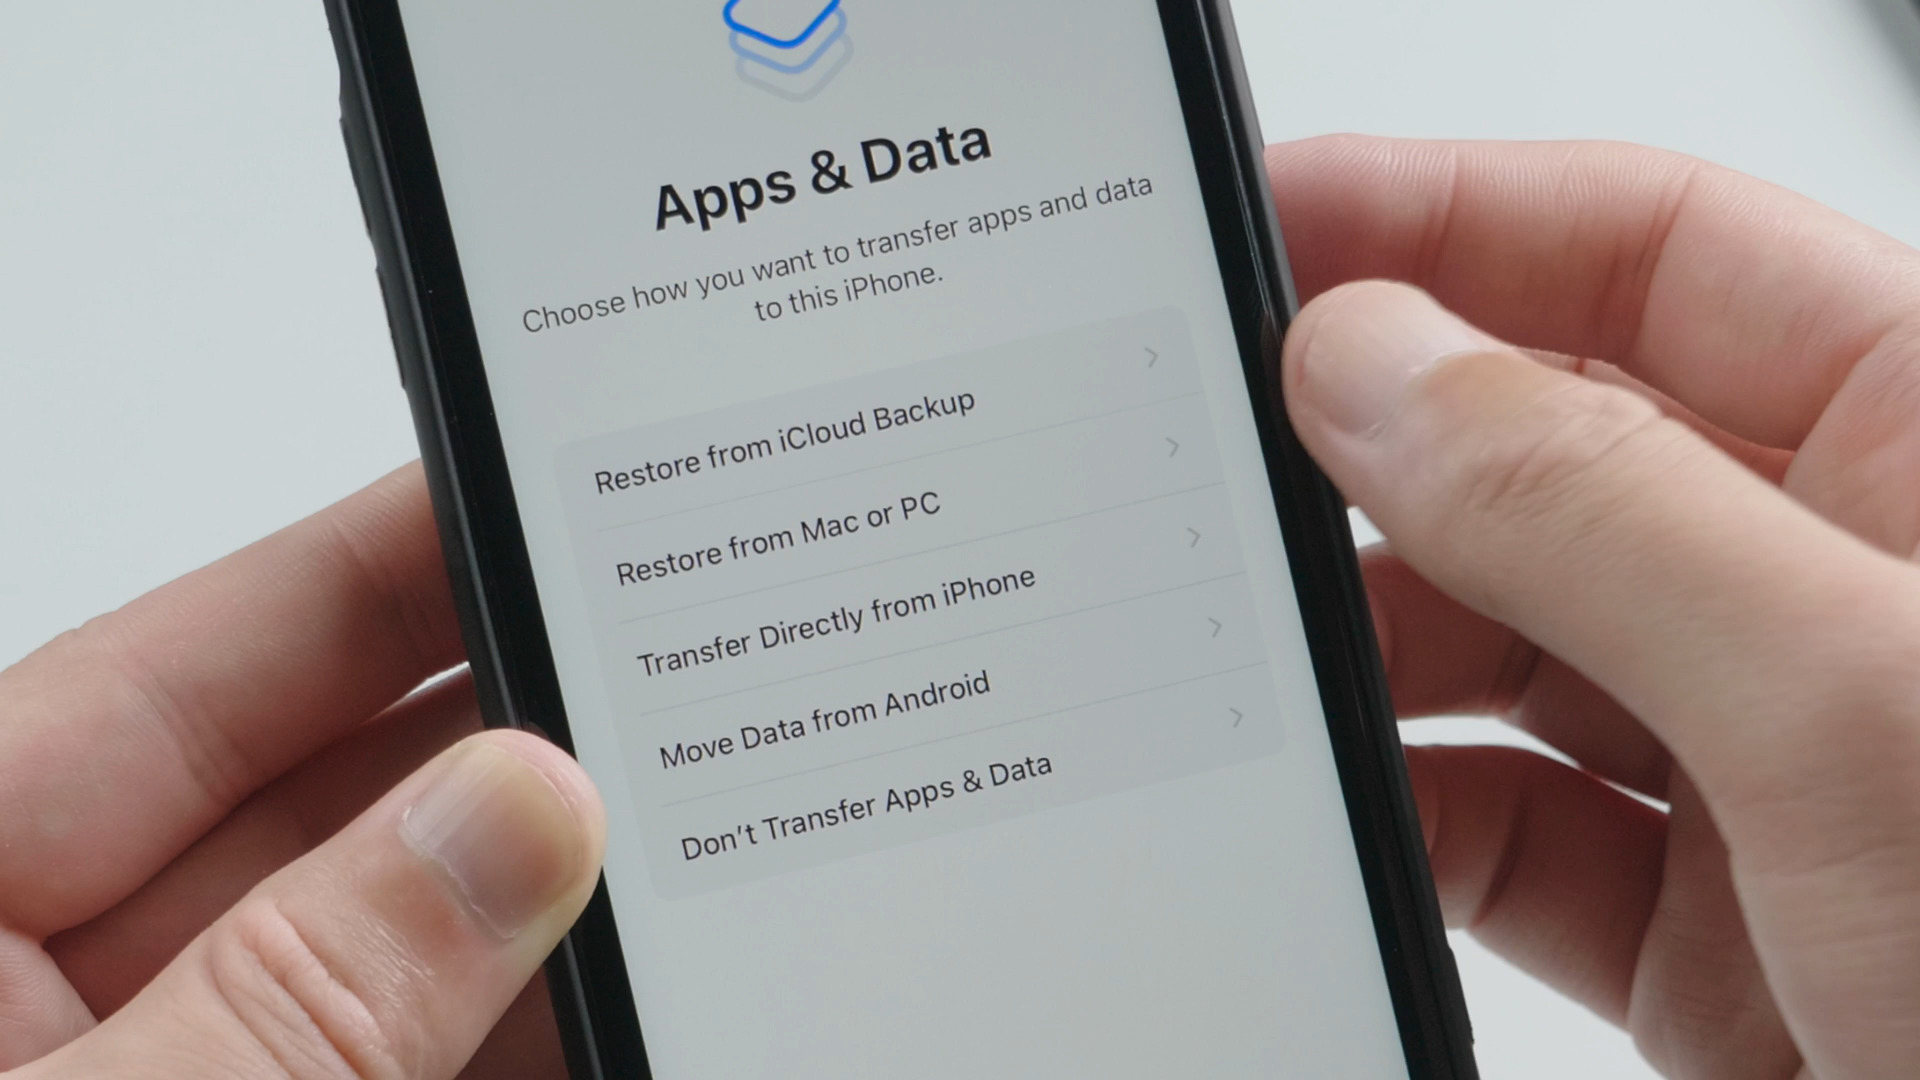 Apps & Data
Choose how you want to transfer apps and data
to this iPhone.
Restore from iCloud Backup
Restore from Mac or PC
Transfer Directly from iPhone
Move Data from Android
Don't Transfer Apps & Data